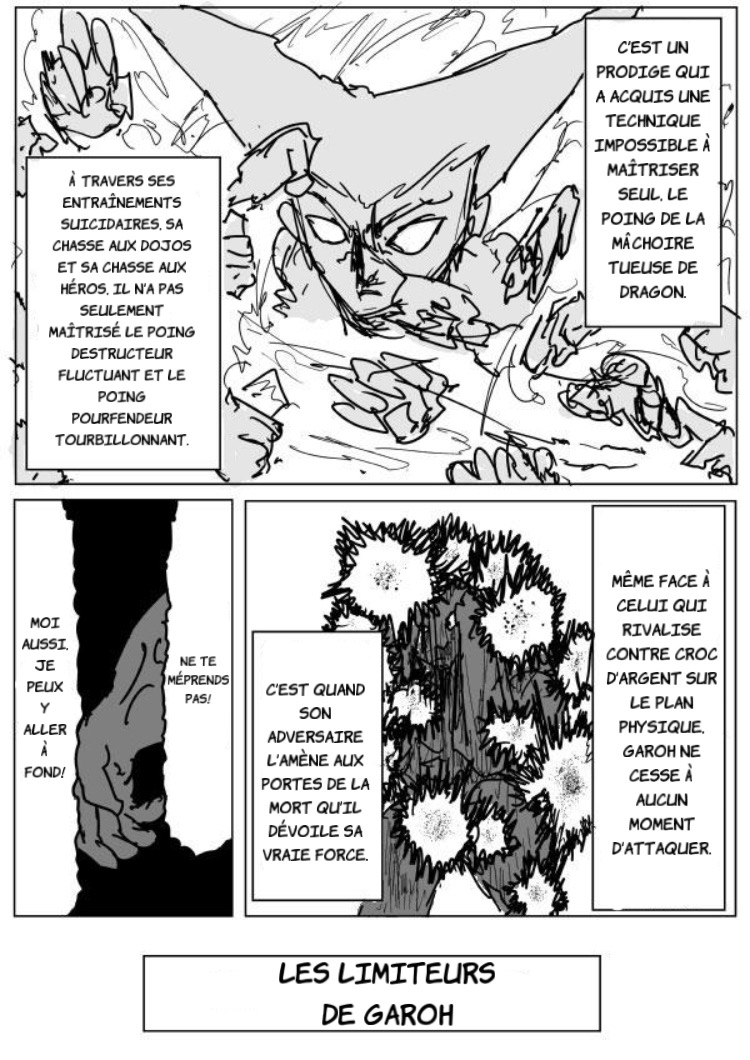 C'EST UN
PRODIGE QUI
A ACQUIS UNE
TECHNIQUE
IMPOSSIBLE À
MAÎTRISER
SEUL. LE
POING DE LA
MÂCHOIRE
TUEUSE DE
DRAGON.
À TRAVERS SES
ENTRAÎNEMENTS
SUICIDAIRES, SA
CHASSE AUX DOJOS
ET SA CHASSE AUX
HÉROS, IL N'A PAS
SEULEMENT
MAÎTRISÉ LE POING
DESTRUCTEUR
FLUCTUANT ET LE
POING
POURFENDEUR
TOURBILLONNANT.
MÊME FACE À
CELUI QUI
RIVALISE
CONTRE CROC
D'ARGENT SUR
LE PLAN
PHYSIQUE,
GAROH NE
CESSE À
AUCUN
MOMENT
D'ATTAQUER.
C'EST QUAND
SON
ADVERSAIRE
L'AMÈNE AUX
PORTES DE LA
MORT QU'IL
DÉVOILE SA
VRAIE FORCE.
NE TE
MÉPRENDS
PAS!
MOI
AUSSI,
JE
PEUX
Y
ALLER
À
FOND!
LES LIMITEURS
DE GAROH